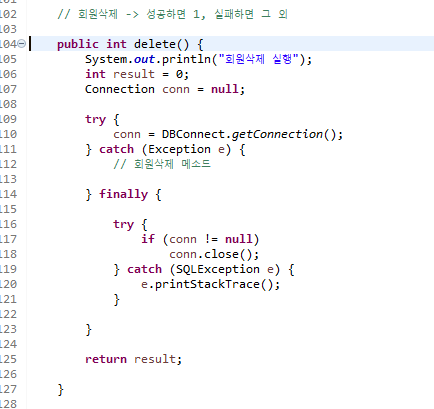 102 // 회원삭제 -> 성공하면 1, 실패하면 그 외
103
104 public int delete() {
105 System.out.println("회원삭제 실행");
106 int result = 0;
107 Connection conn = null;
108
109 try {
110 conn = DBConnect.getConnection();
111 } catch (Exception e) {
112 // 회원삭제 메소드
113
114 } finally {
115
116 try {
117 if (conn != null)
118 conn.close();
119 } catch (SQLException e) {
120 e.printStackTrace();
121 }
122
123 }
124
125 return result;
126
127 }
128